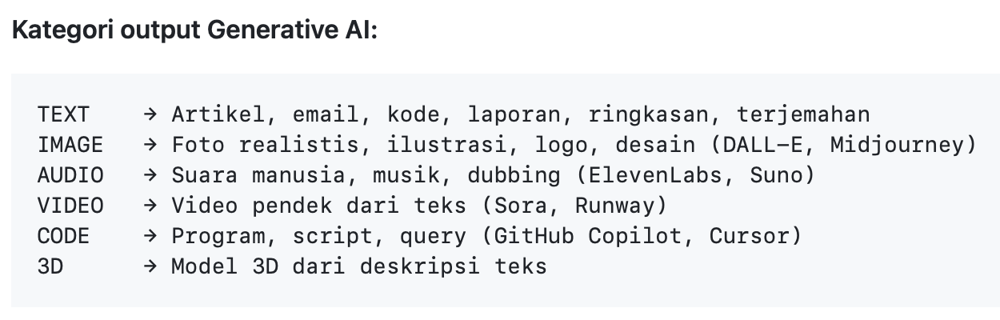 Kategori output Generative AI:
TEXT → Artikel, email, kode, laporan, ringkasan, terjemahan
IMAGE → Foto realistis, ilustrasi, logo, desain (DALL-E, Midjourney)
AUDIO → Suara manusia, musik, dubbing (ElevenLabs, Suno)
VIDEO → Video pendek dari teks (Sora, Runway)
CODE → Program, script, query (GitHub Copilot, Cursor)
3D → Model 3D dari deskripsi teks